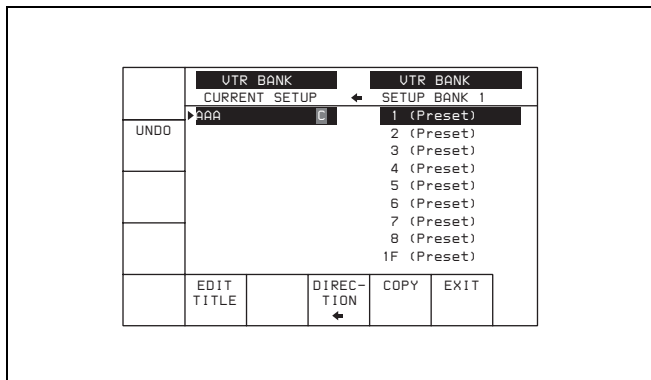 VTR BANK VTR BANK
CURRENT SETUP ← SETUP BANK 1
▶AAA C 1 (Preset)
UNDO
2 (Preset)
3 (Preset)
4 (Preset)
5 (Preset)
6 (Preset)
7 (Preset)
8 (Preset)
1F (Preset)
EDIT TITLE
DIREC-TION ←
COPY
EXIT